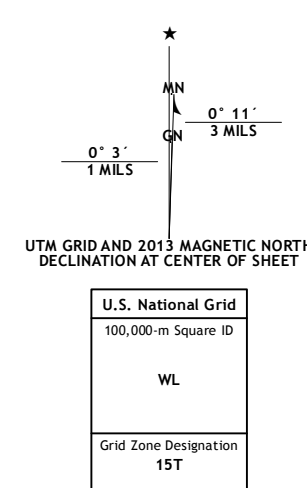 ★
MN
GN
0° 11´
3 MILS
0° 3´
1 MILS
UTM GRID AND 2013 MAGNETIC NORTH
DECLINATION AT CENTER OF SHEET
U.S. National Grid
100,000-m Square ID
WL
Grid Zone Designation
15T